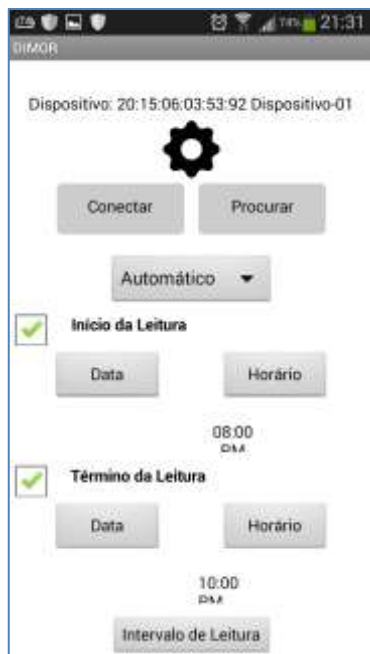 74% 21:31
DIMOR
Dispositivo: 20:15:06:03:53:92 Dispositivo-01
Conectar Procurar
Automático
Início da Leitura
Data Horário
08:00
PM
Término da Leitura
Data Horário
10:00
PM
Intervalo de Leitura